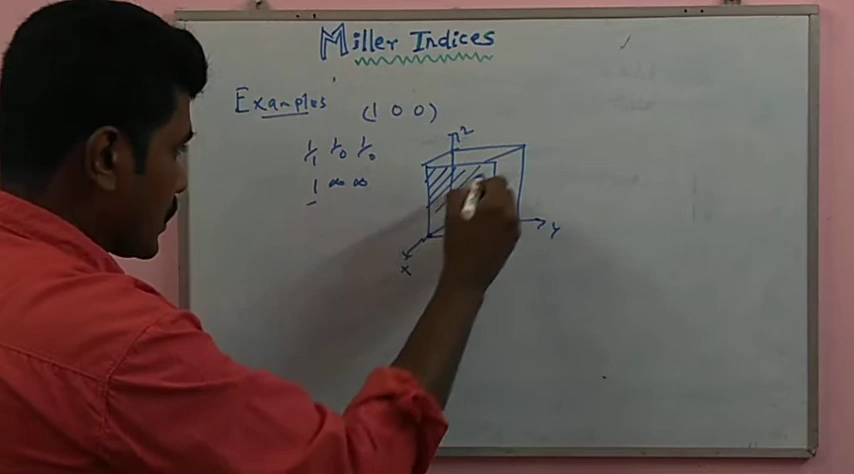 Miller Indices
Examples (1 0 0)
1/1 1/0 1/0
1 ∞ ∞
z
y
x